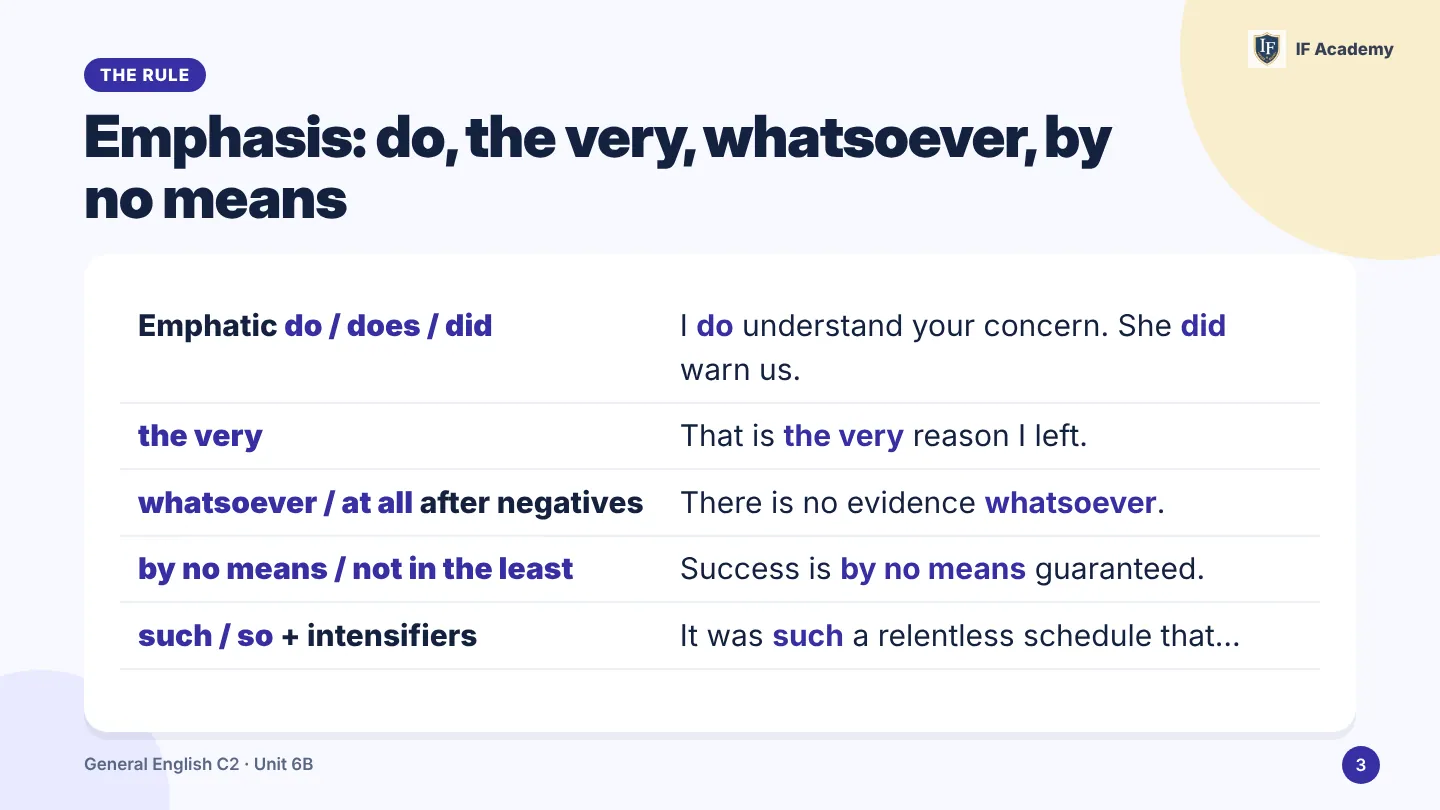 IF
IF Academy
THE RULE
Emphasis: do, the very, whatsoever, by
no means
Emphatic do / does / did
I do understand your concern. She did
warn us.
the very
That is the very reason I left.
whatsoever / at all after negatives
There is no evidence whatsoever.
by no means / not in the least
Success is by no means guaranteed.
such / so + intensifiers
It was such a relentless schedule that...
General English C2 · Unit 6B
3